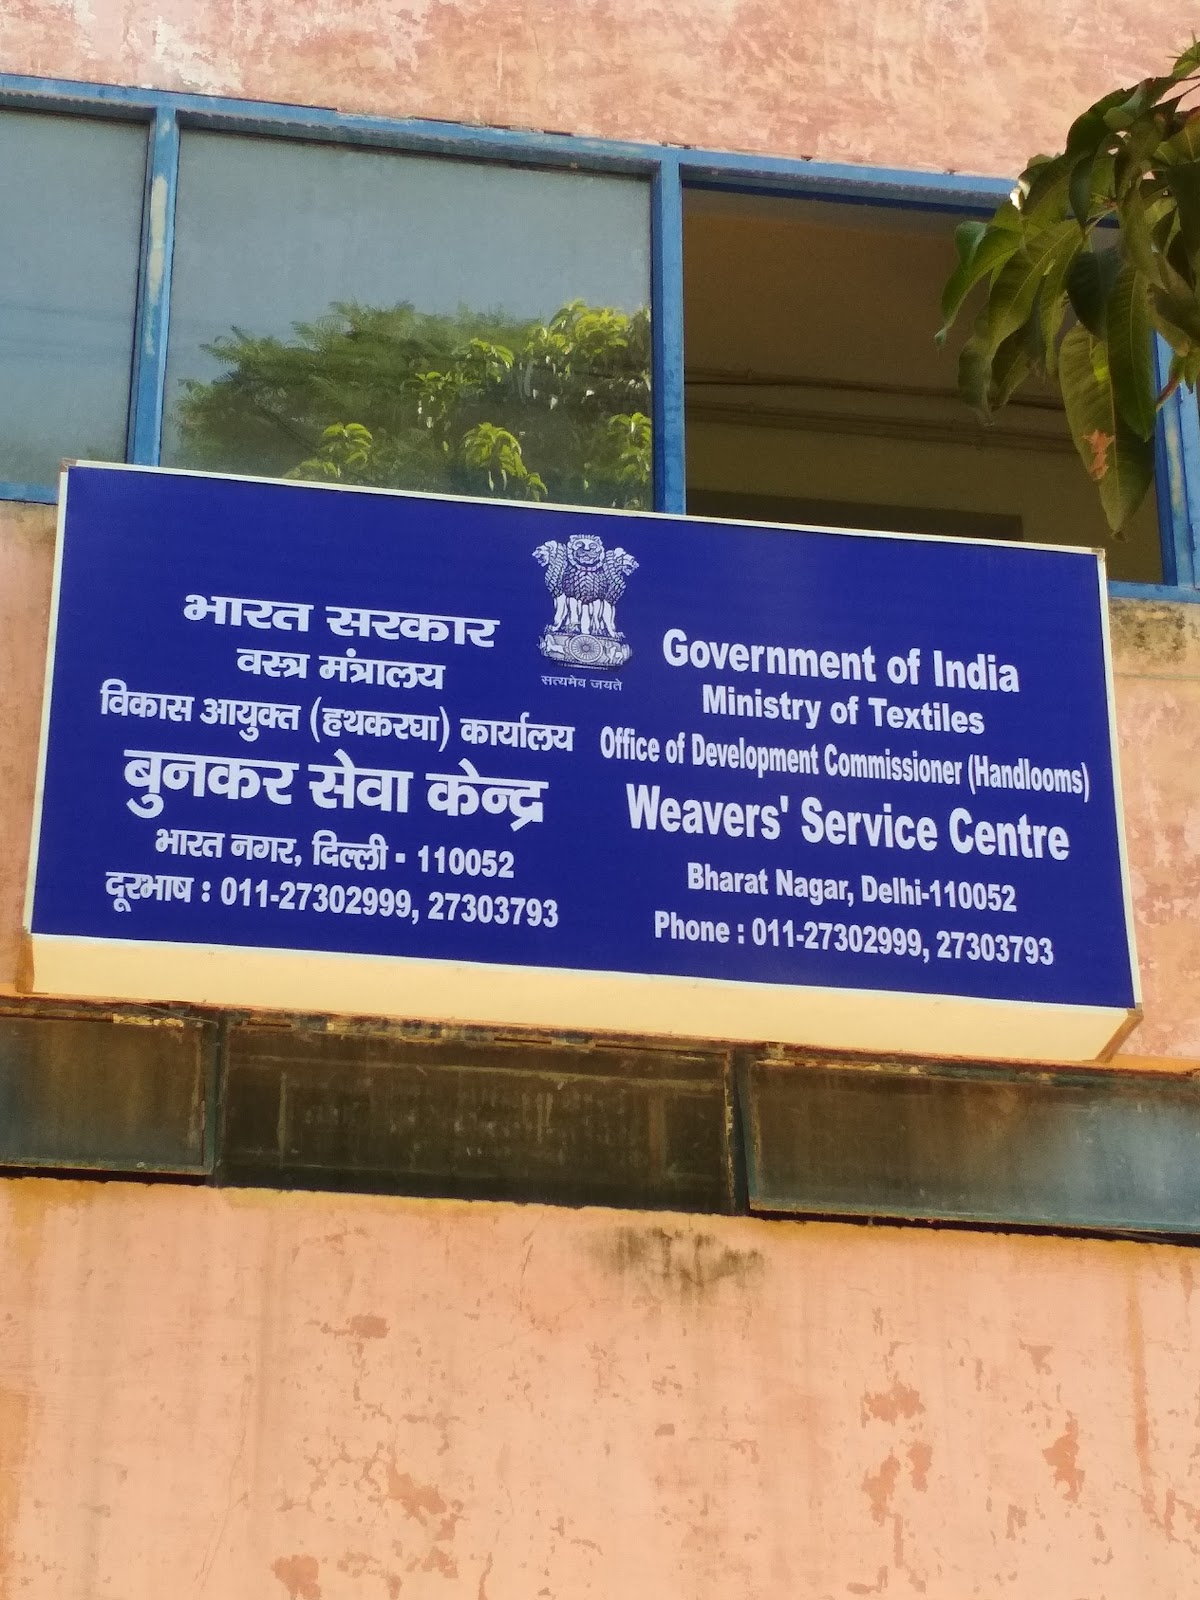 सत्यमेव जयते
भारत सरकार
वस्त्र मंत्रालय
विकास आयुक्त (हथकरघा) कार्यालय
बुनकर सेवा केन्द्र
भारत नगर, दिल्ली - 110052
दूरभाष : 011-27302999, 27303793
Government of India
Ministry of Textiles
Office of Development Commissioner (Handlooms)
Weavers' Service Centre
Bharat Nagar, Delhi-110052
Phone : 011-27302999, 27303793